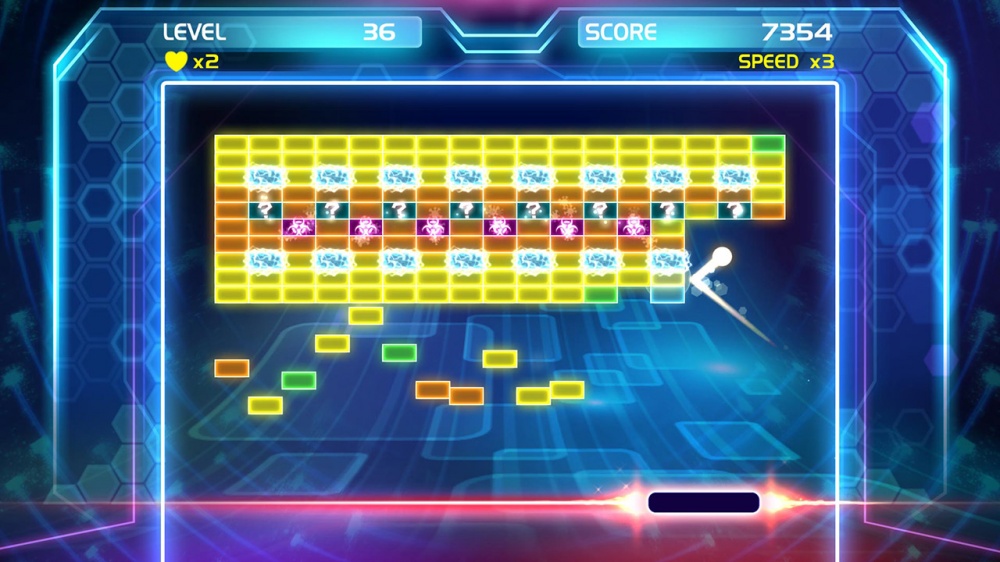 LEVEL 36
SCORE 7354
x2
SPEED x3
? ? ? ? ? ? ? ?